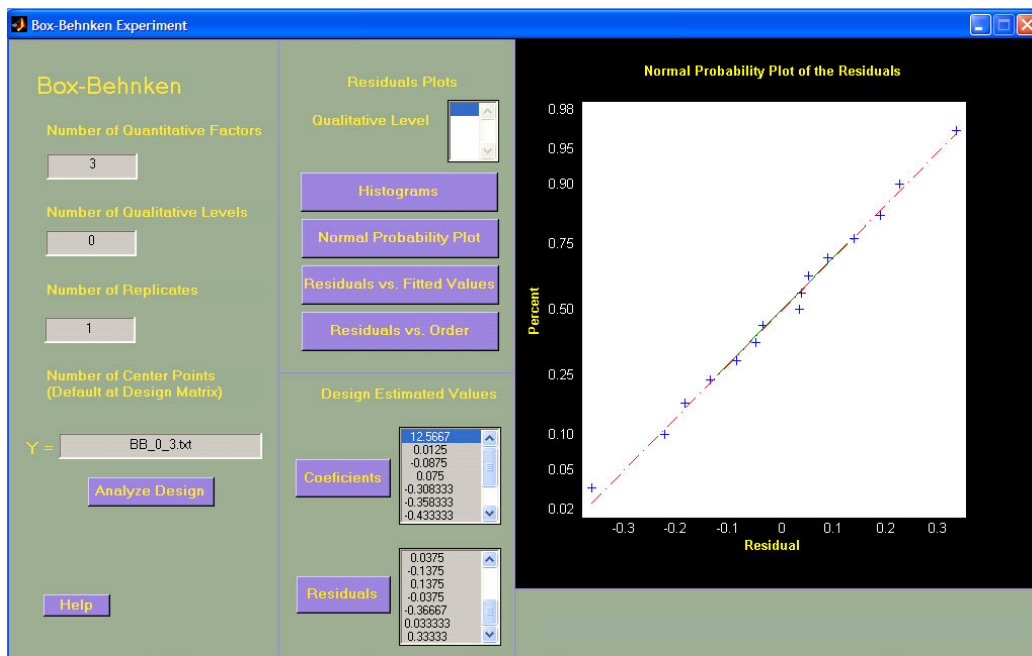 Box-Behnken Experiment
Box-Behnken
Number of Quantitative Factors
3
Number of Qualitative Levels
0
Number of Replicates
1
Number of Center Points
(Default at Design Matrix)
Y =
BB_0_3.txt
Analyze Design
Help
Residuals Plots
Qualitative Level
Histograms
Normal Probability Plot
Residuals vs. Fitted Values
Residuals vs. Order
Design Estimated Values
Coeficients
12.5667
0.0125
-0.0875
0.075
-0.308333
-0.358333
-0.433333
Residuals
0.0375
-0.1375
0.1375
-0.0375
-0.36667
0.033333
0.33333
Normal Probability Plot of the Residuals
Percent
0.98
0.95
0.90
0.75
0.50
0.25
0.10
0.05
0.02
-0.3
-0.2
-0.1
0
0.1
0.2
0.3
Residual